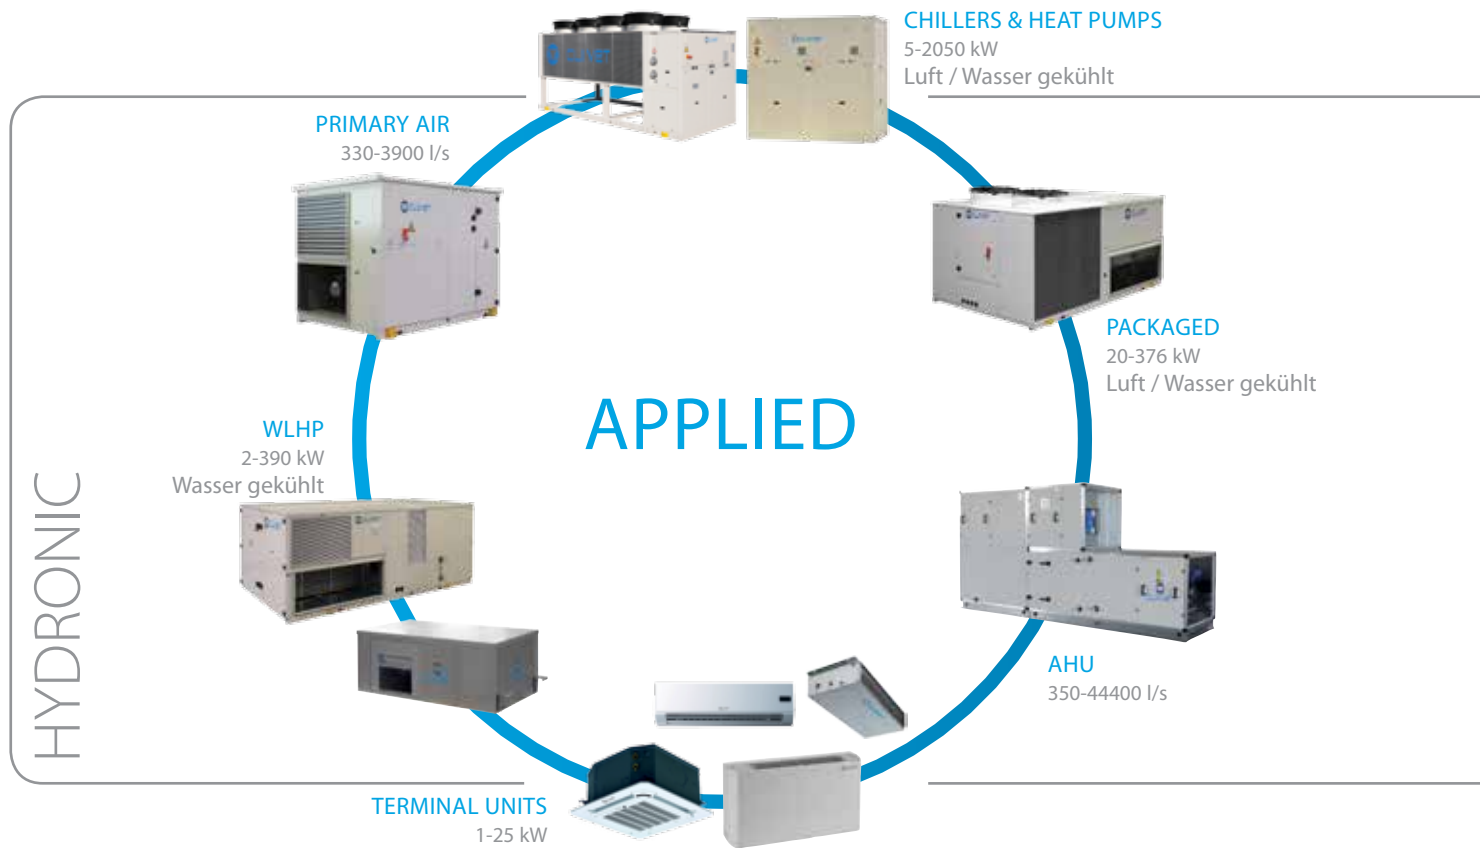 CHILLERS & HEAT PUMPS
5-2050 kW
Luft / Wasser gekühlt
PRIMARY AIR
330-3900 l/s
PACKAGED
20-376 kW
Luft / Wasser gekühlt
APPLIED
WLHP
2-390 kW
Wasser gekühlt
HYDRONIC
AHU
350-44400 l/s
TERMINAL UNITS
1-25 kW